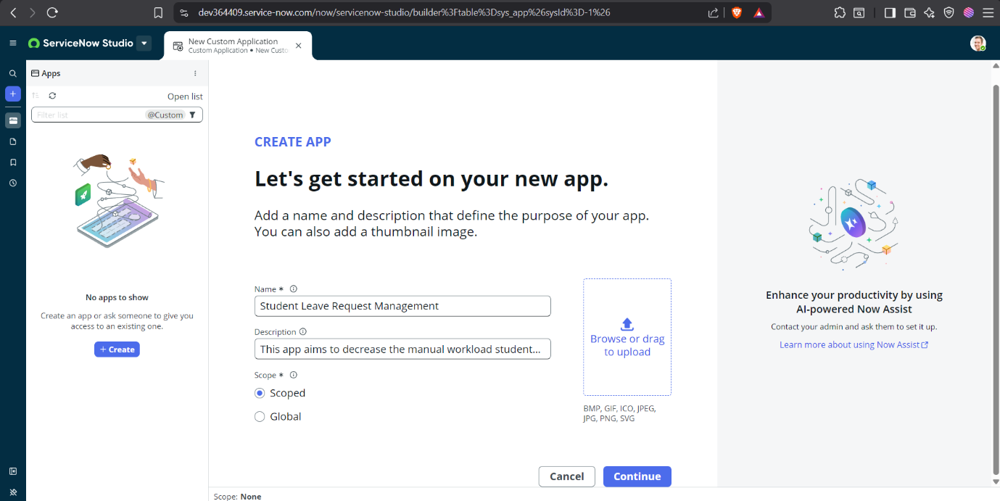 dev364409.service-now.com/now/servicenow-studio/builder%3Ftable%3Dsys_app%26sysId%3D-1%26
ServiceNow Studio
New Custom Application
Custom Application • New Custo
Apps
Open list
Filter list
@Custom
No apps to show
Create an app or ask someone to give you
access to an existing one.
+ Create
CREATE APP
Let's get started on your new app.
Add a name and description that define the purpose of your app.
You can also add a thumbnail image.
Name *
Student Leave Request Management
Description
This app aims to decrease the manual workload student...
Scope *
Scoped
Global
Browse or drag
to upload
BMP, GIF, ICO, JPEG,
JPG, PNG, SVG
Cancel
Continue
Enhance your productivity by using
AI-powered Now Assist
Contact your admin and ask them to set it up.
Learn more about using Now Assist
Scope: None